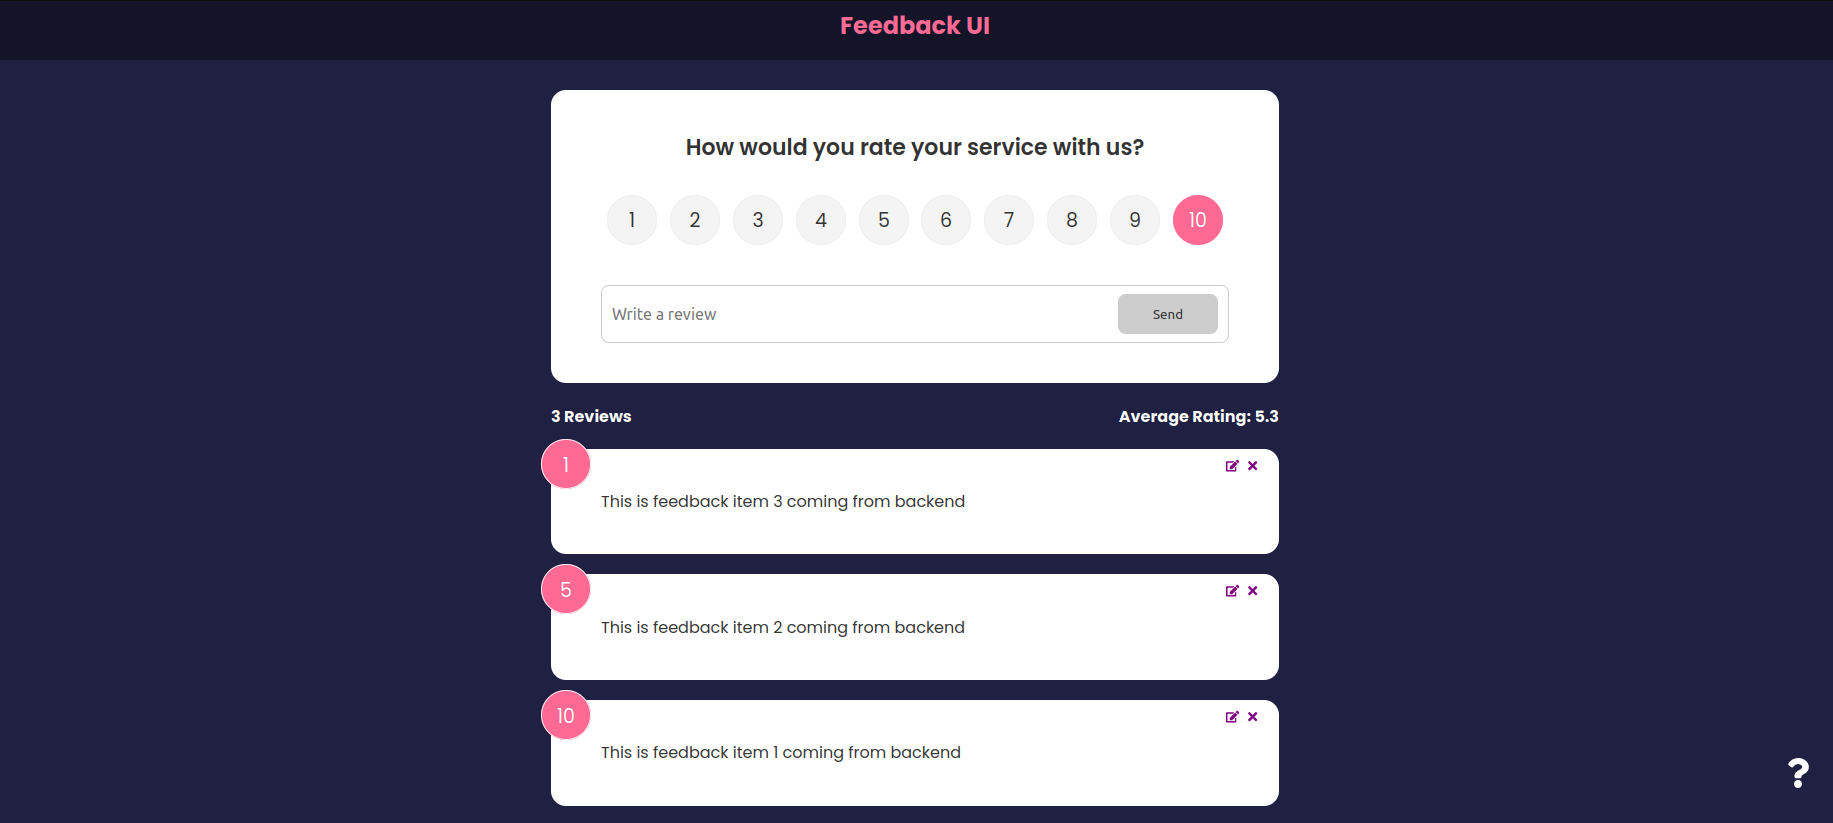 Feedback UI
How would you rate your service with us?
1 2 3 4 5 6 7 8 9 10
Write a review Send
3 Reviews Average Rating: 5.3
1
This is feedback item 3 coming from backend
5
This is feedback item 2 coming from backend
10
This is feedback item 1 coming from backend
?